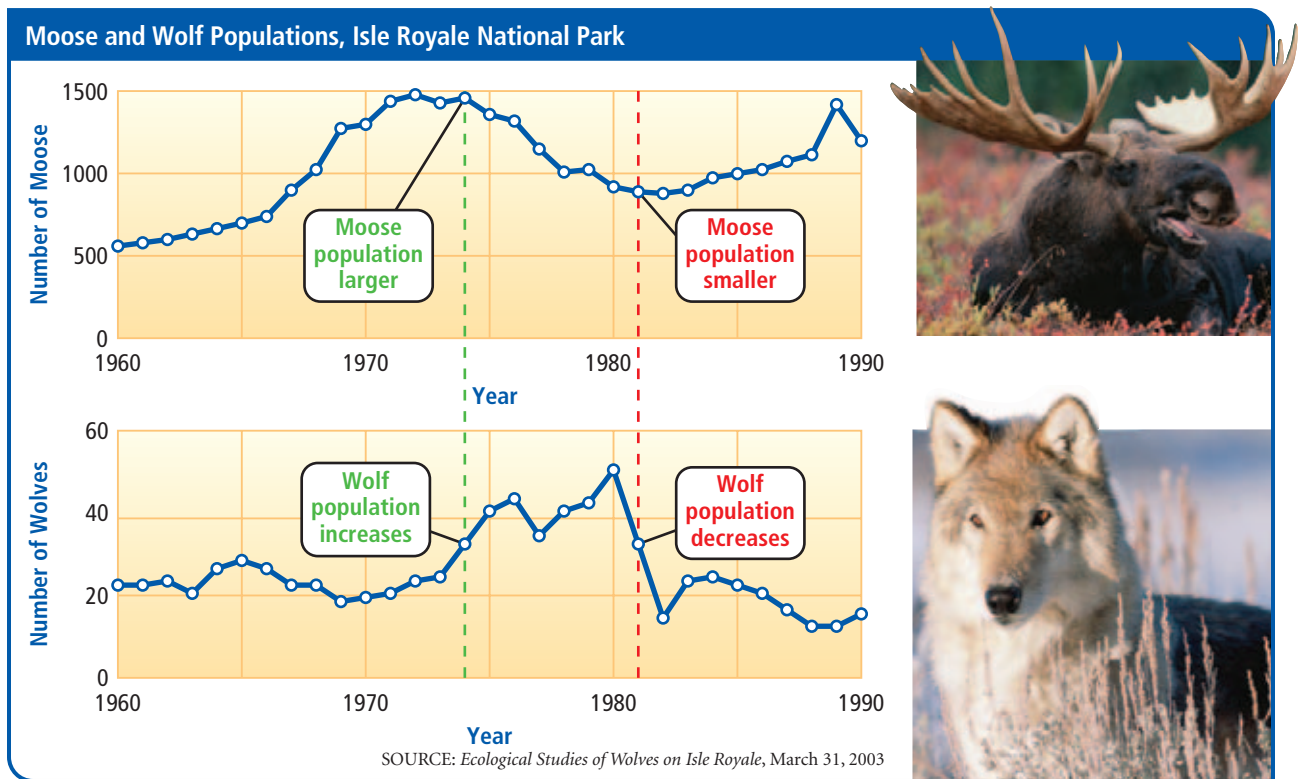 Moose and Wolf Populations, Isle Royale National Park
Number of Moose
1500
1000
500
0
Moose
population
larger
Moose
population
smaller
1960
1970
1980
1990
Year
Number of Wolves
60
40
20
0
Wolf
population
increases
Wolf
population
decreases
1960
1970
1980
1990
Year
SOURCE: Ecological Studies of Wolves on Isle Royale, March 31, 2003